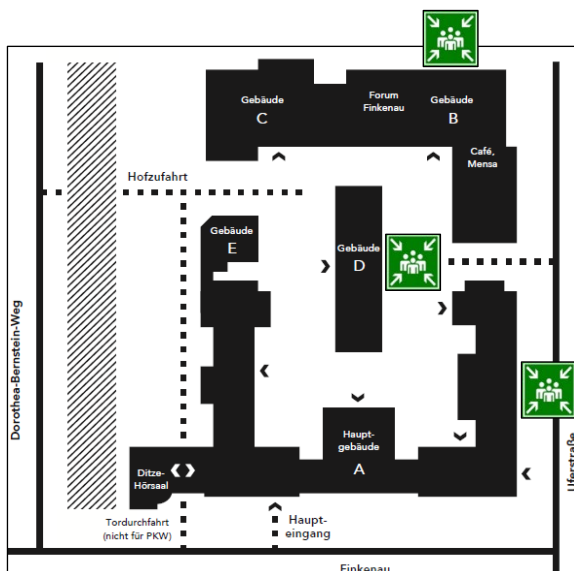 Gebäude
C
Forum
Finkenau
Gebäude
B
Café,
Mensa
Hofzufahrt
Gebäude
E
Gebäude
D
Dorothea-Bernstein-Weg
Haupt-
gebäude
A
Ditze-
Hörsaal
Uferstraße
Tordurchfahrt
(nicht für PKW)
Haupt-
eingang
Finkenau